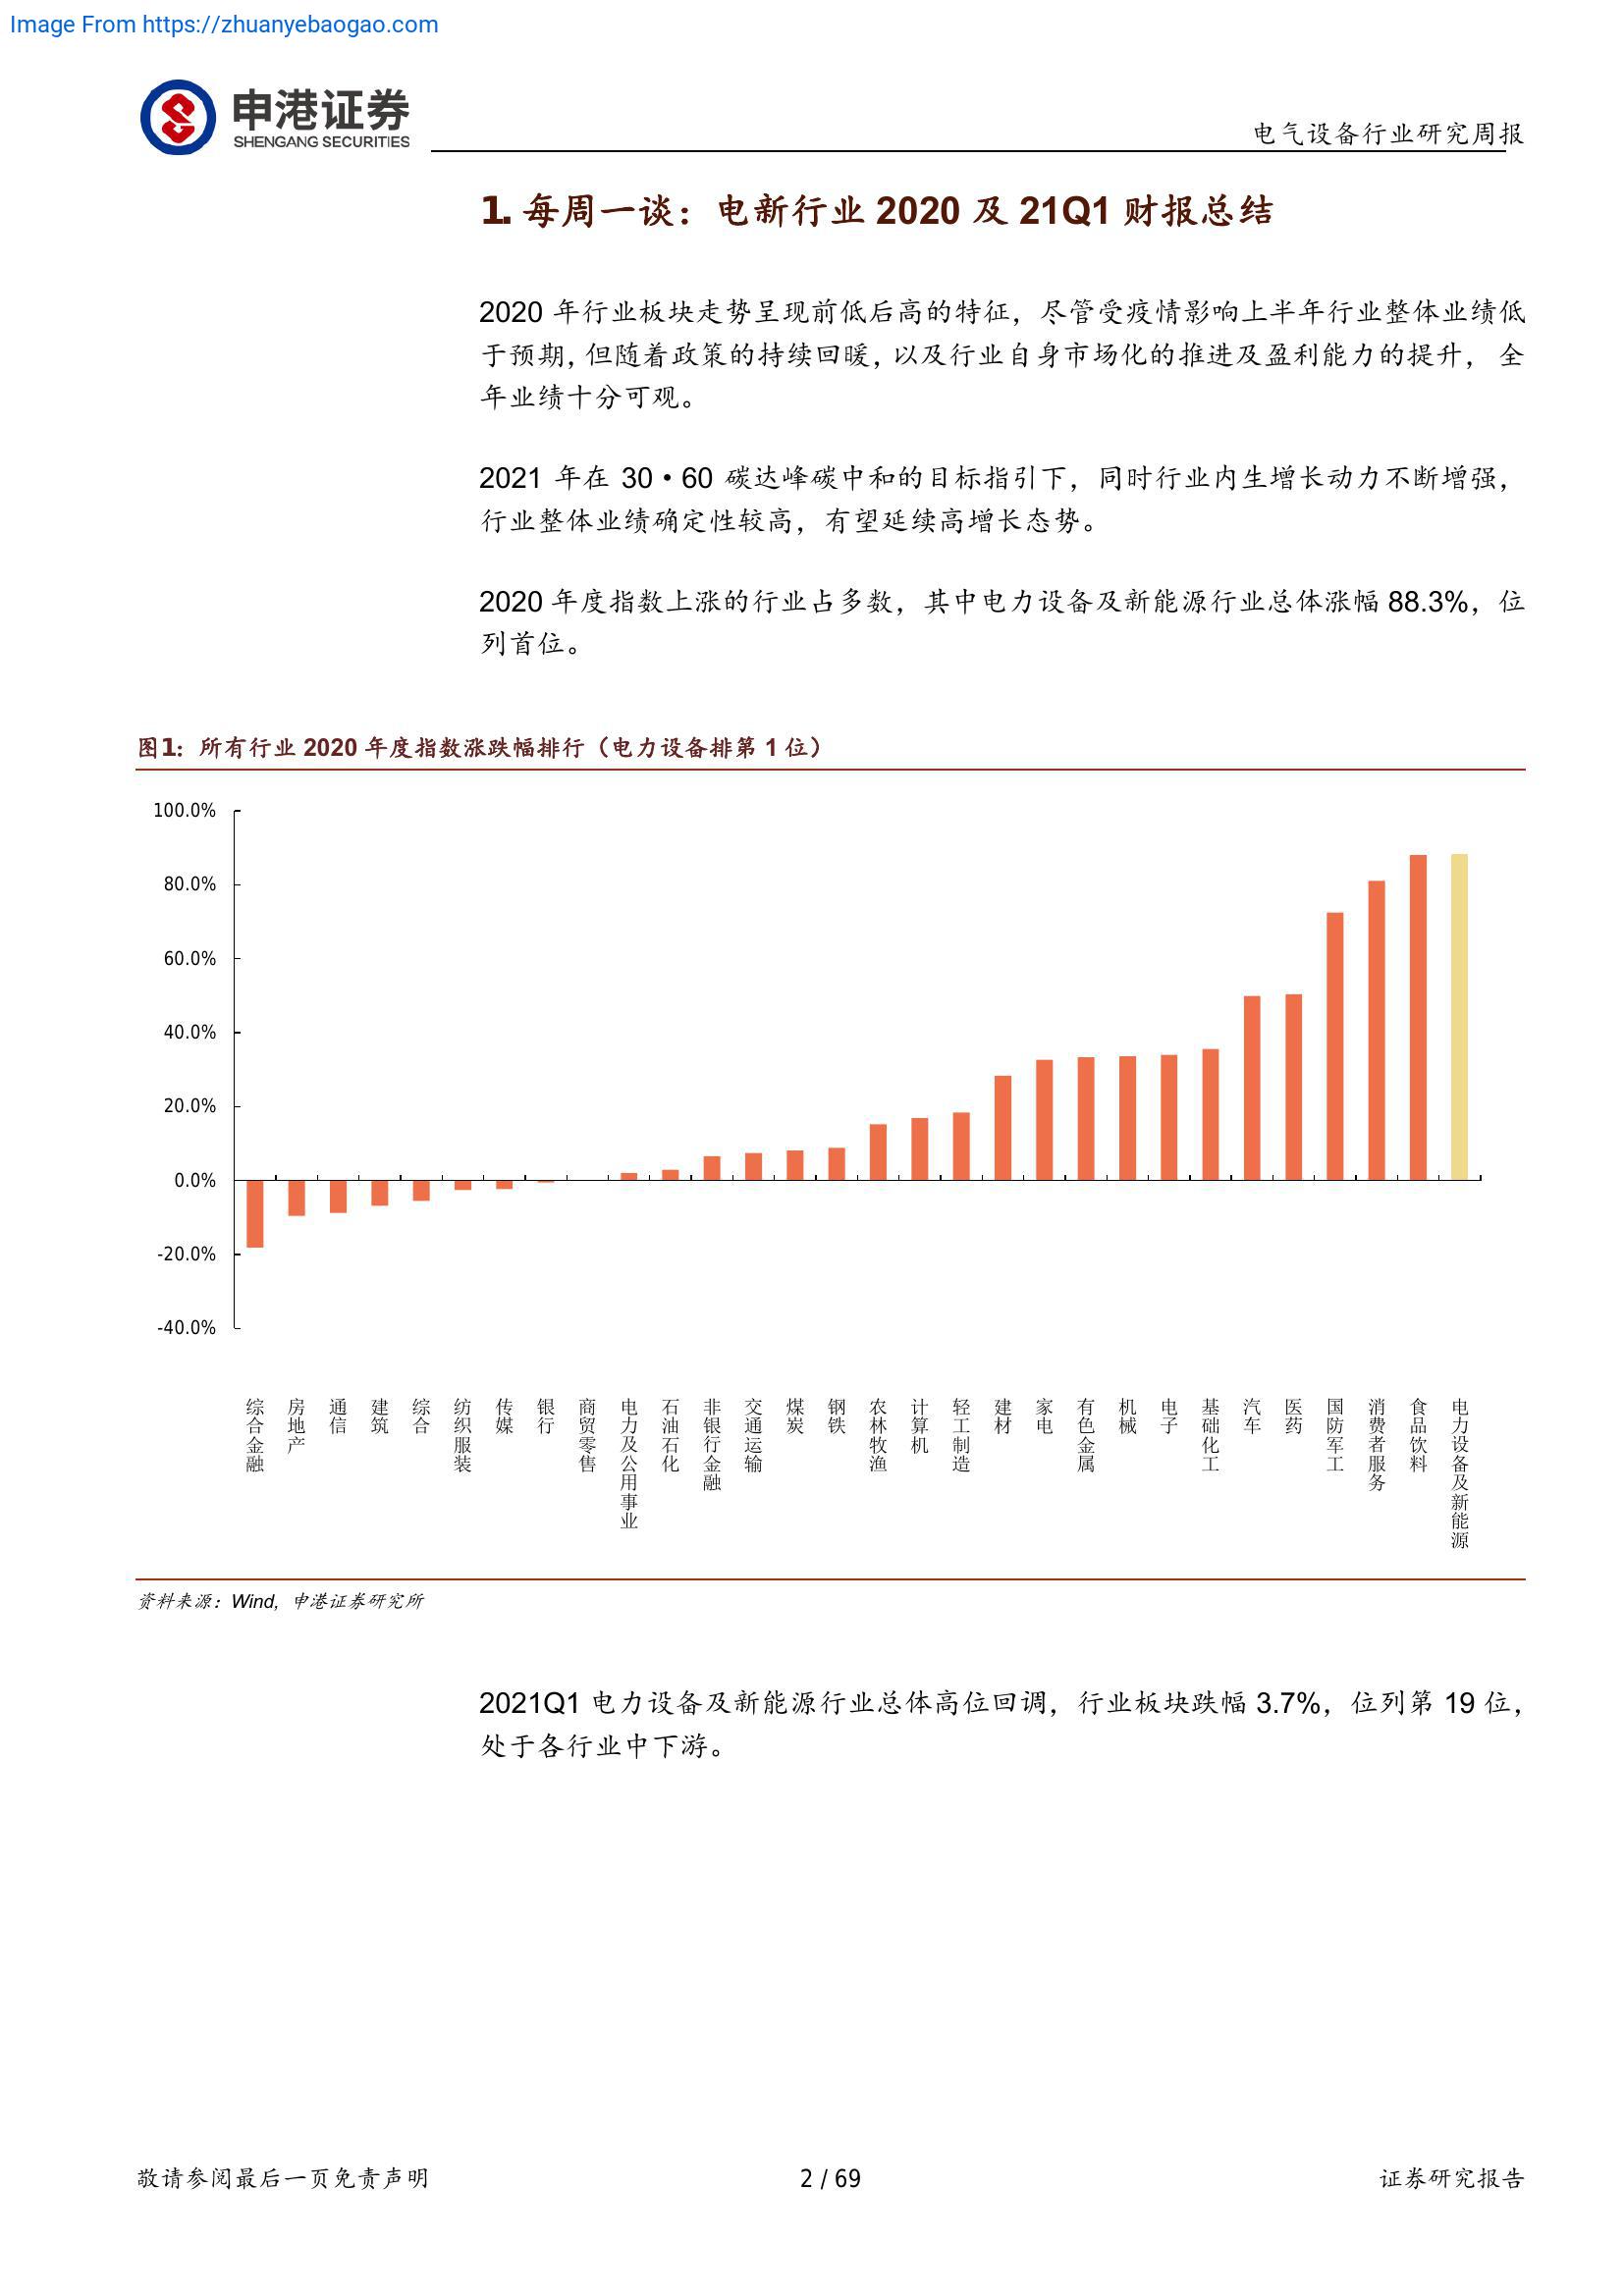 Image From https://zhuanyebaogao.com
申港证券
SHENGANG SECURITIES
电气设备行业研究周报
1. 每周一谈：电新行业 2020 及 21Q1 财报总结
2020 年行业板块走势呈现前低后高的特征，尽管受疫情影响上半年行业整体业绩低
于预期，但随着政策的持续回暖，以及行业自身市场化的推进及盈利能力的提升， 全
年业绩十分可观。
2021 年在 30•60 碳达峰碳中和的目标指引下，同时行业内生增长动力不断增强，
行业整体业绩确定性较高，有望延续高增长态势。
2020 年度指数上涨的行业占多数，其中电力设备及新能源行业总体涨幅 88.3%，位
列首位。
图1：所有行业 2020 年度指数涨跌幅排行（电力设备排第 1 位）
100.0%
80.0%
60.0%
40.0%
20.0%
0.0%
-20.0%
-40.0%
综合金融
房地产
通信
建筑
综合
纺织服装
传媒
银行
商贸零售
电力及公用事业
石油石化
非银行金融
交通运输
煤炭
钢铁
农林牧渔
计算机
轻工制造
建材
家电
有色金属
机械
电子
基础化工
汽车
医药
国防军工
消费者服务
食品饮料
电力设备及新能源
资料来源：Wind，申港证券研究所
2021Q1 电力设备及新能源行业总体高位回调，行业板块跌幅 3.7%，位列第 19 位，
处于各行业中下游。
敬请参阅最后一页免责声明
2 / 69
证券研究报告